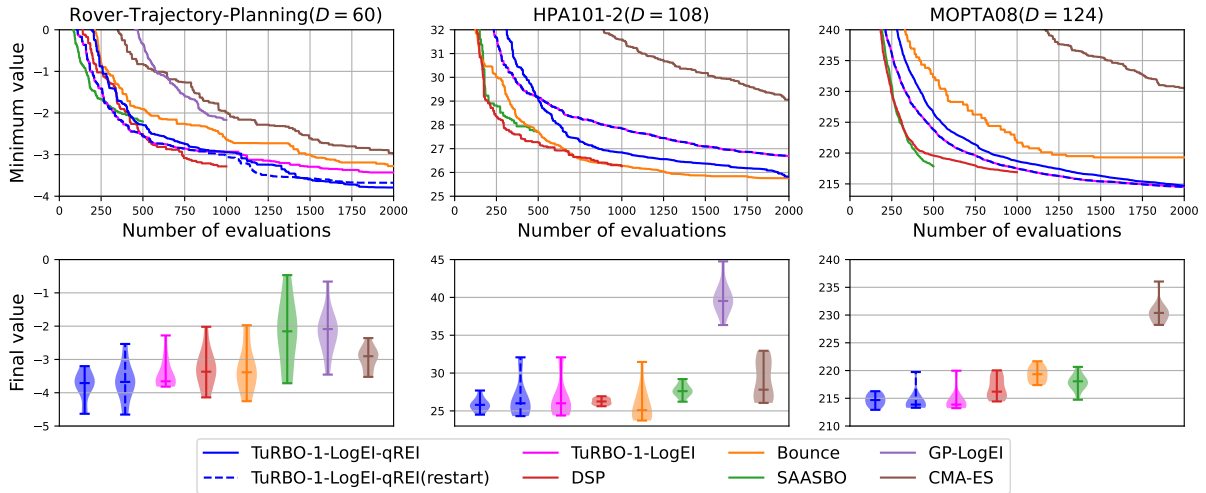 Rover-Trajectory-Planning(D = 60)
HPA101-2(D = 108)
MOPTA08(D = 124)
Minimum value
0
−1
−2
−3
−4
0 250 500 750 1000 1250 1500 1750 2000
Number of evaluations
32
31
30
29
28
27
26
25
0 250 500 750 1000 1250 1500 1750 2000
Number of evaluations
240
235
230
225
220
215
0 250 500 750 1000 1250 1500 1750 2000
Number of evaluations
Final value
0
−1
−2
−3
−4
−5
45
40
35
30
25
240
230
220
215
210
TuRBO-1-LogEI-qREI
TuRBO-1-LogEI-qREI(restart)
TuRBO-1-LogEI
DSP
Bounce
SAASBO
GP-LogEI
CMA-ES